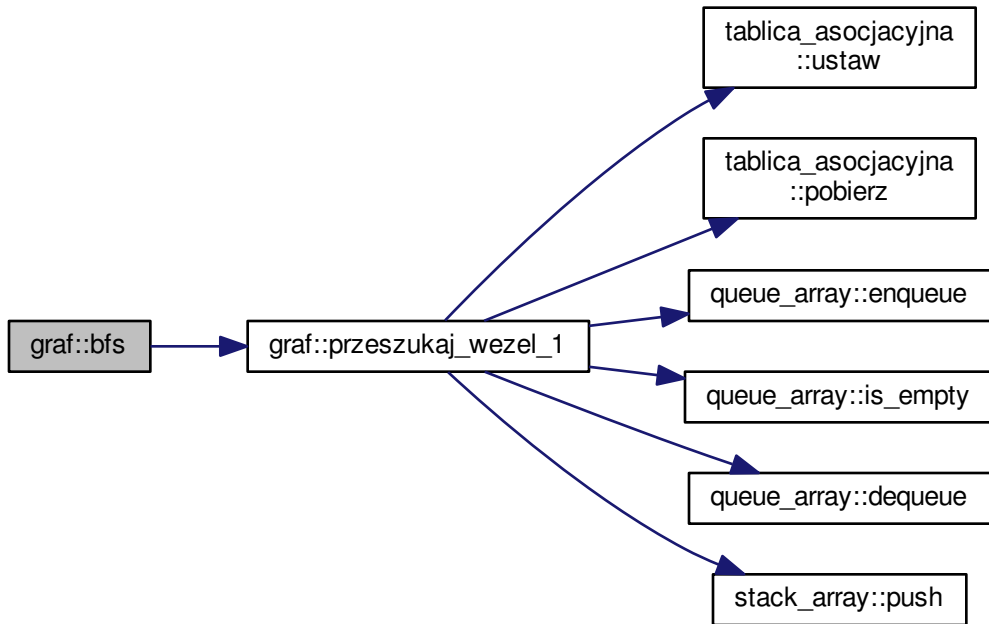 graf::bfs
graf::przeszukaj_wezel_1
tablica_asocjacyjna
::ustaw
tablica_asocjacyjna
::pobierz
queue_array::enqueue
queue_array::is_empty
queue_array::dequeue
stack_array::push